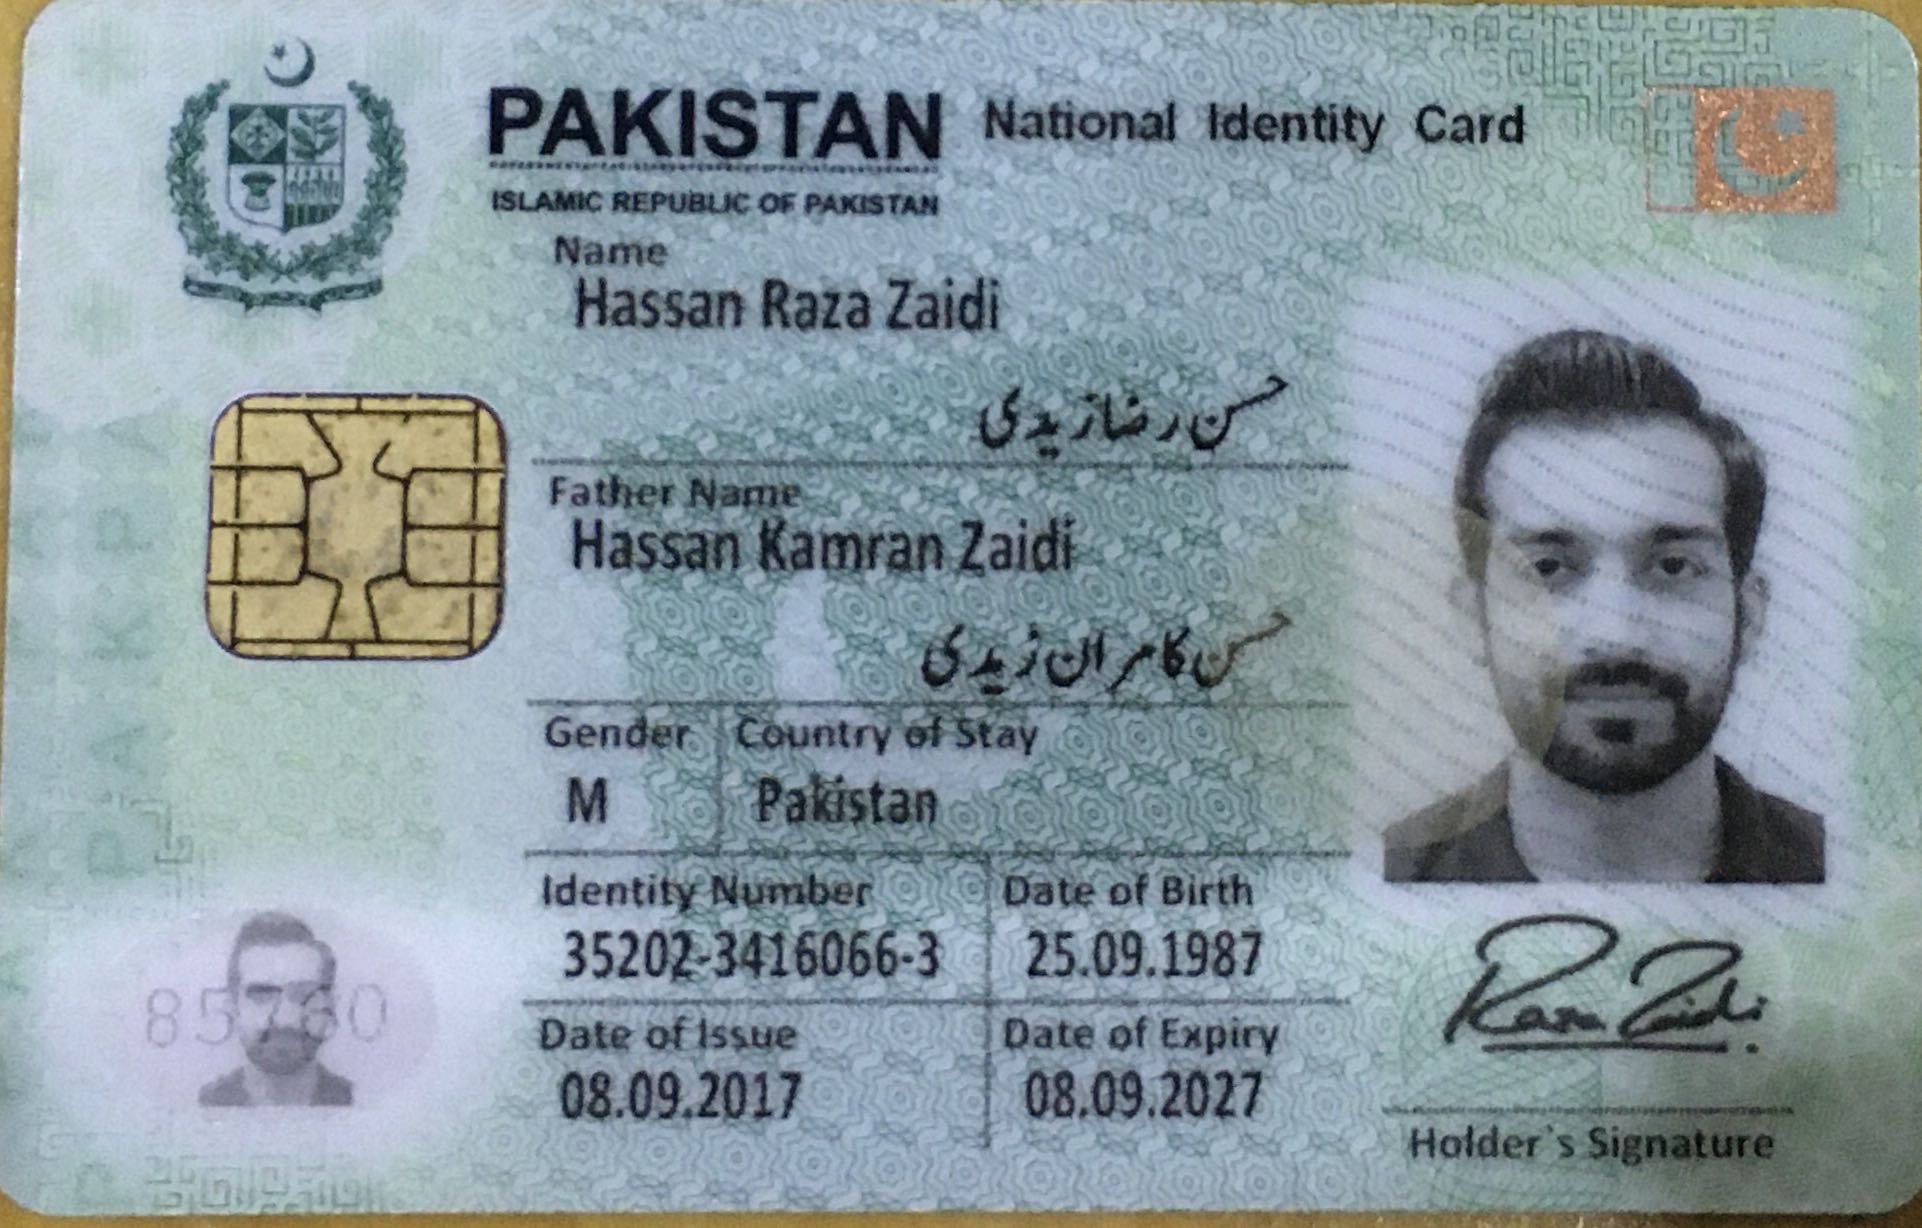 PAKISTAN National Identity Card
ISLAMIC REPUBLIC OF PAKISTAN
Name
Hassan Raza Zaidi
حسن رضا زیدی
Father Name
Hassan Kamran Zaidi
حسن کامران زیدی
Gender Country of Stay
M Pakistan
Identity Number Date of Birth
35202-3416066-3 25.09.1987
Date of Issue Date of Expiry
08.09.2017 08.09.2027
85760
Raza Zaidi
Holder`s Signature